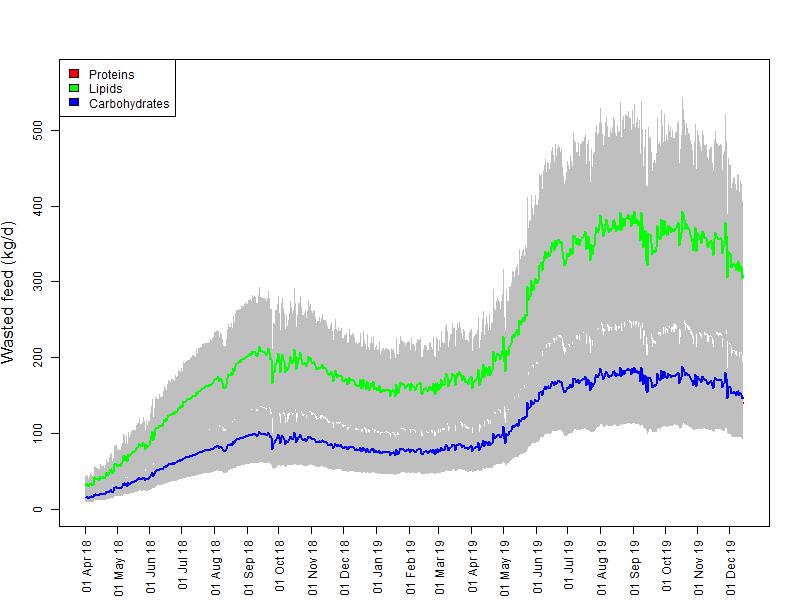 Proteins
Lipids
Carbohydrates
Wasted feed (kg/d)
500
400
300
200
100
0
01 Apr 18
01 May 18
01 Jun 18
01 Jul 18
01 Aug 18
01 Sep 18
01 Oct 18
01 Nov 18
01 Dec 18
01 Jan 19
01 Feb 19
01 Mar 19
01 Apr 19
01 May 19
01 Jun 19
01 Jul 19
01 Aug 19
01 Sep 19
01 Oct 19
01 Nov 19
01 Dec 19